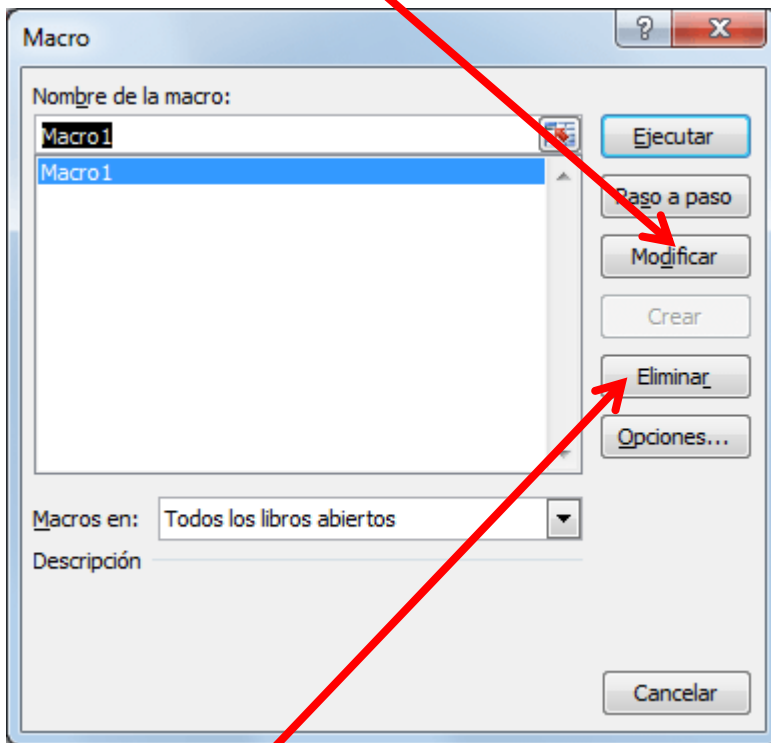 Macro
Nombre de la macro:
Macro1
Macro1
Ejecutar
Paso a paso
Modificar
Crear
Eliminar
Opciones...
Macros en: Todos los libros abiertos
Descripción
Cancelar